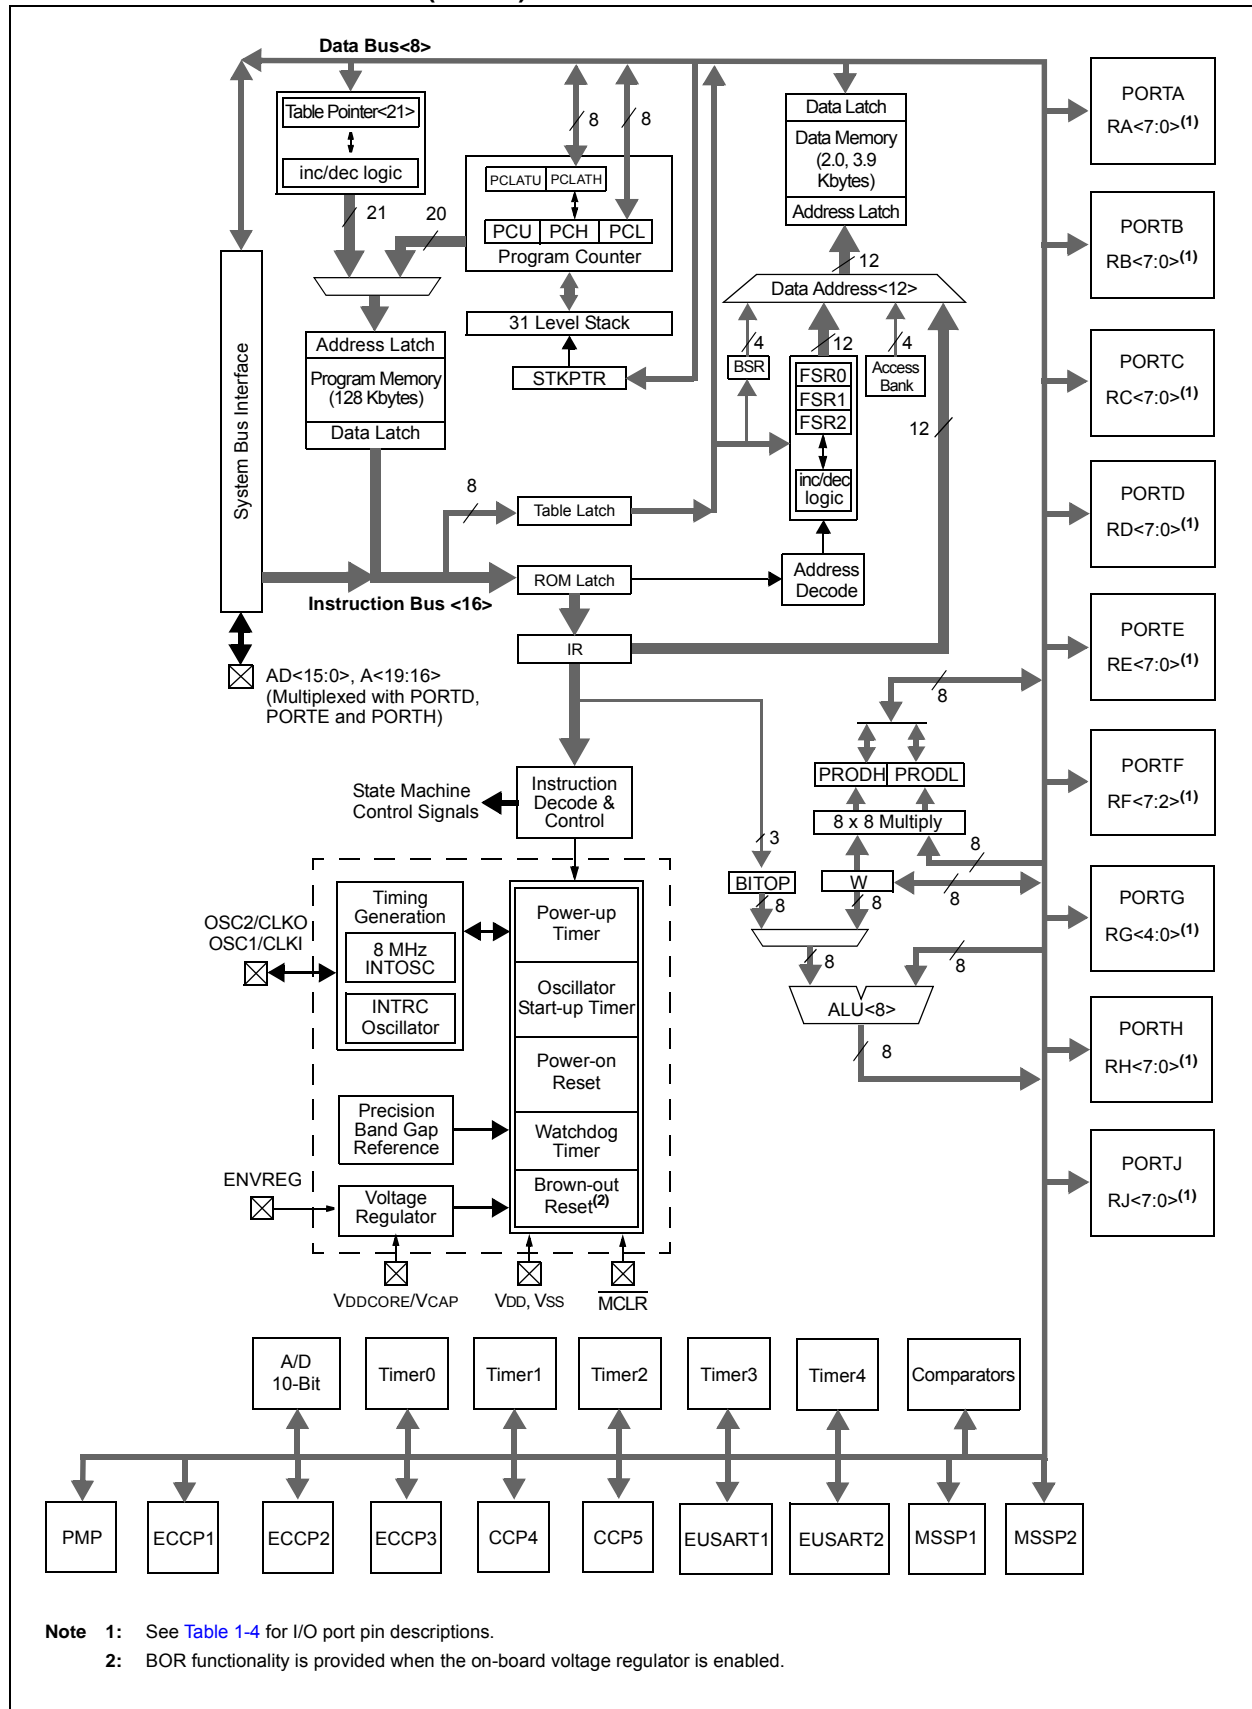 Data Bus<8>
Table Pointer<21>
inc/dec logic
21
20
8
8
PCLATU PCLATH
PCU PCH PCL
Program Counter
31 Level Stack
STKPTR
Data Latch
Data Memory
(2.0, 3.9
Kbytes)
Address Latch
12
Data Address<12>
4
12
4
BSR
FSR0
FSR1
FSR2
inc/dec
logic
Access
Bank
12
Address
Decode
System Bus Interface
Address Latch
Program Memory
(128 Kbytes)
Data Latch
8
Table Latch
ROM Latch
Instruction Bus <16>
IR
AD<15:0>, A<19:16>
(Multiplexed with PORTD,
PORTE and PORTH)
State Machine
Control Signals
Instruction
Decode &
Control
8
PRODH PRODL
8 x 8 Multiply
3
8
BITOP
W
8
8
8
8
8
ALU<8>
8
OSC2/CLKO
OSC1/CLKI
Timing
Generation
8 MHz
INTOSC
INTRC
Oscillator
Power-up
Timer
Oscillator
Start-up Timer
Power-on
Reset
Watchdog
Timer
Brown-out
Reset(2)
Precision
Band Gap
Reference
ENVREG
Voltage
Regulator
VDDCORE/VCAP
VDD, VSS
MCLR
PORTA
RA<7:0>(1)
PORTB
RB<7:0>(1)
PORTC
RC<7:0>(1)
PORTD
RD<7:0>(1)
PORTE
RE<7:0>(1)
PORTF
RF<7:2>(1)
PORTG
RG<4:0>(1)
PORTH
RH<7:0>(1)
PORTJ
RJ<7:0>(1)
A/D
10-Bit
Timer0
Timer1
Timer2
Timer3
Timer4
Comparators
PMP
ECCP1
ECCP2
ECCP3
CCP4
CCP5
EUSART1
EUSART2
MSSP1
MSSP2
Note 1: See Table 1-4 for I/O port pin descriptions.
2: BOR functionality is provided when the on-board voltage regulator is enabled.